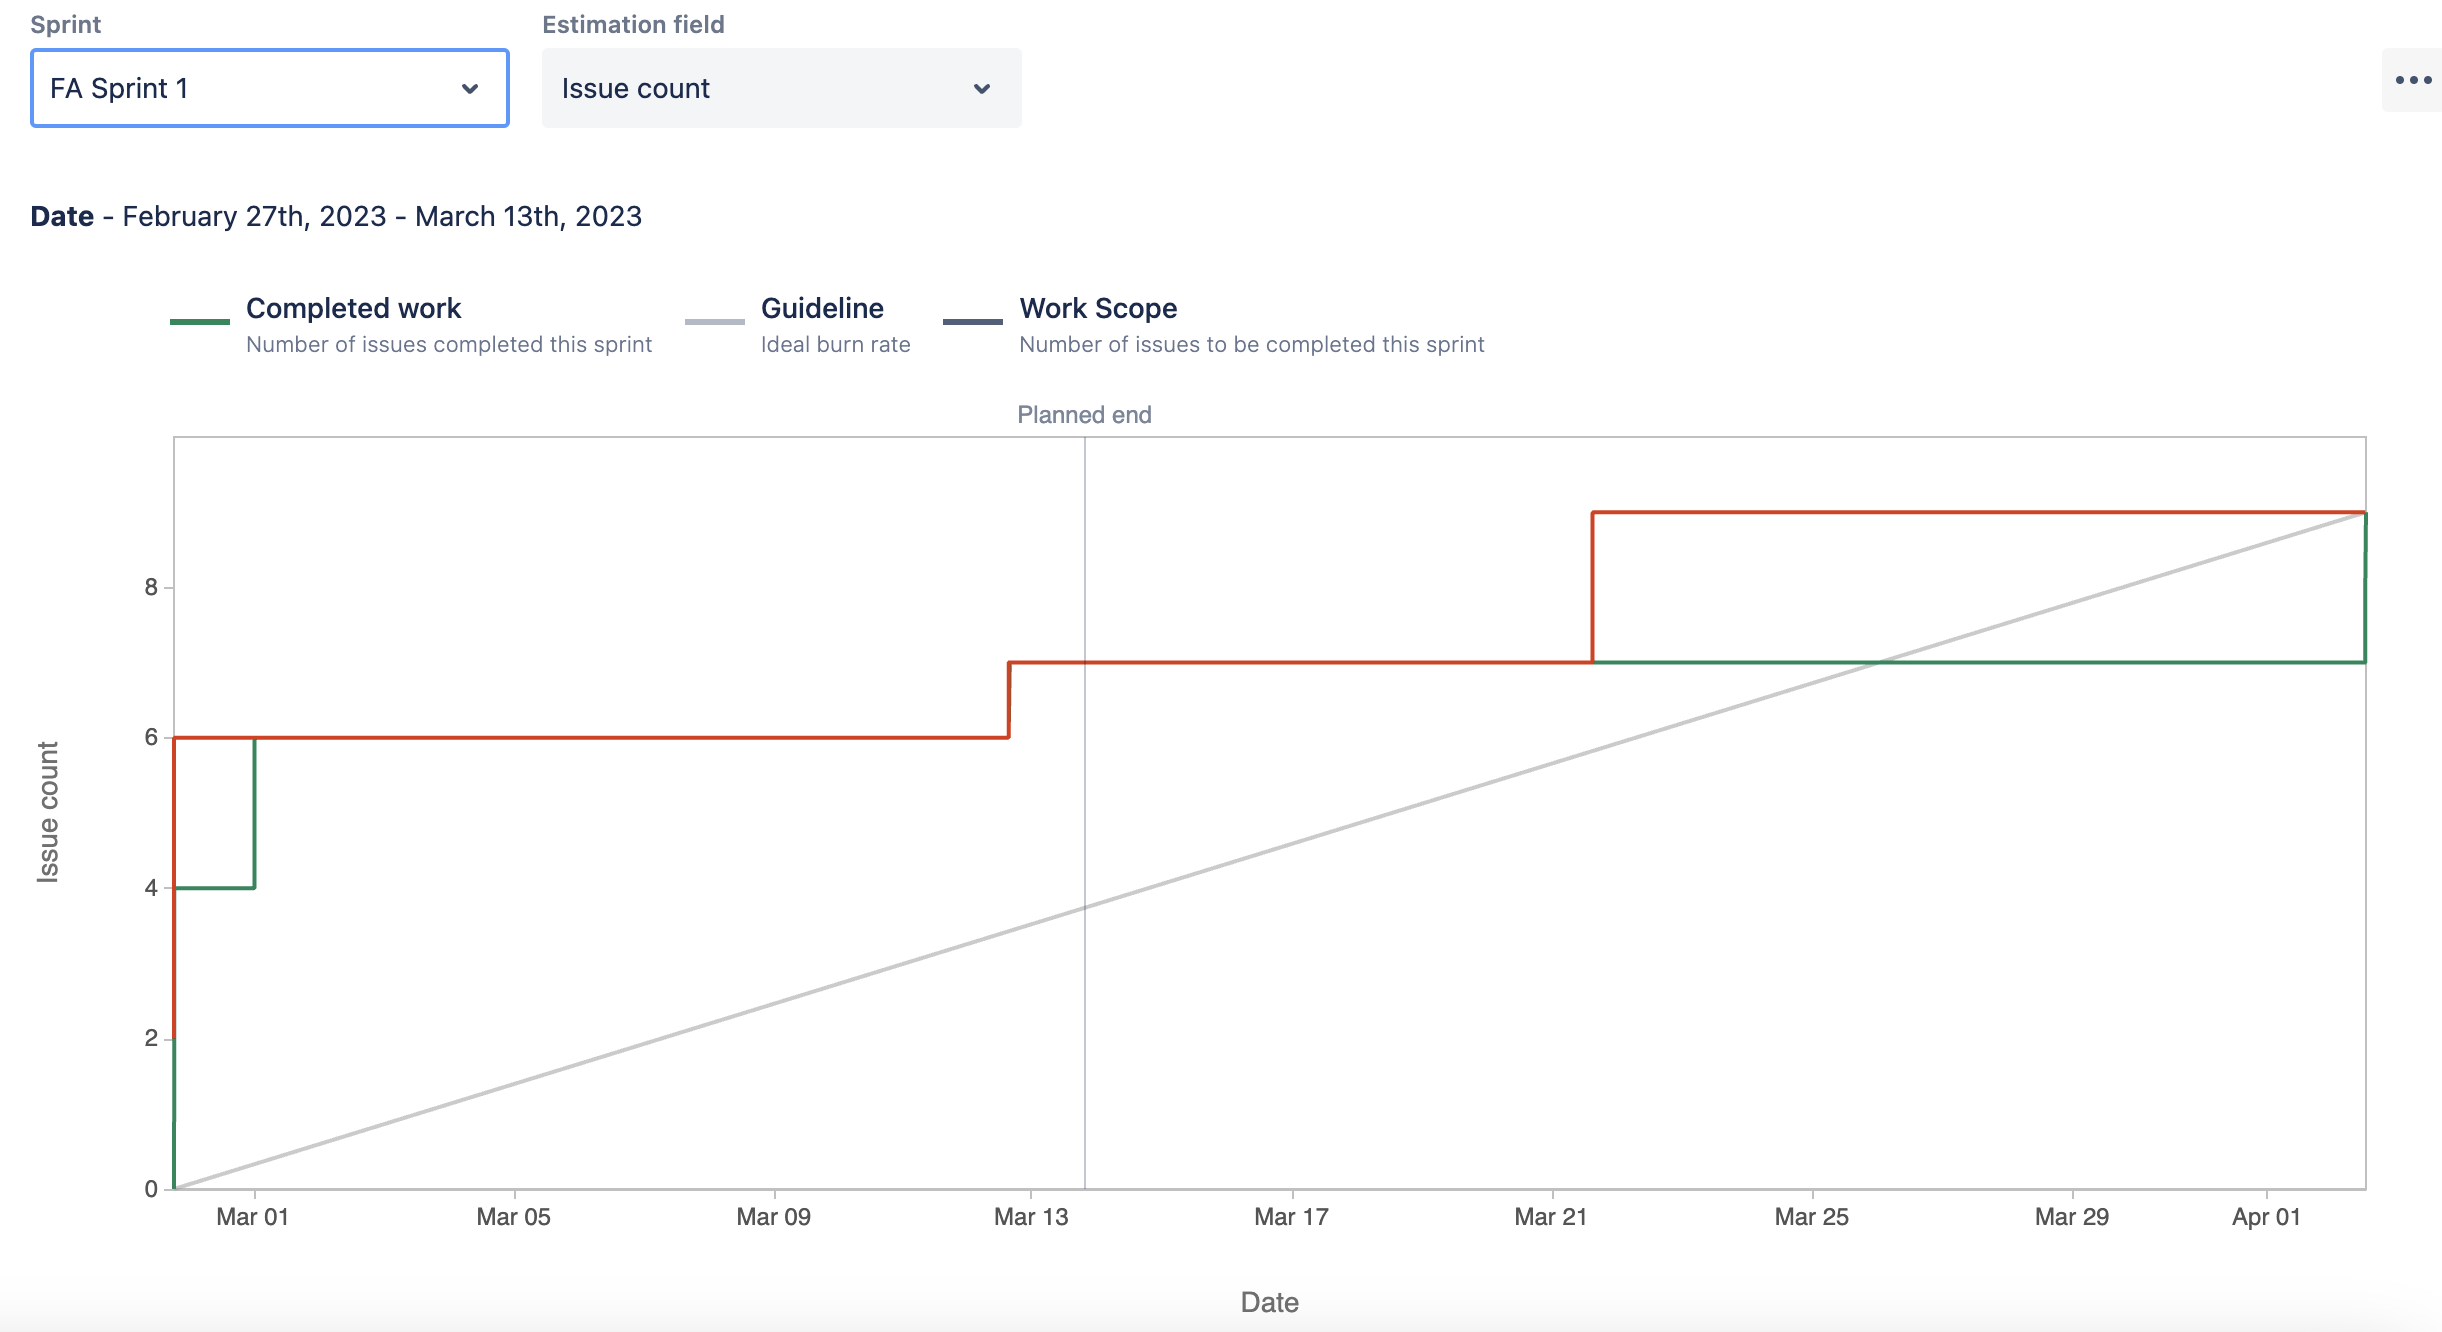 Sprint
Estimation field
FA Sprint 1
Issue count
Date - February 27th, 2023 - March 13th, 2023
Completed work
Number of issues completed this sprint
Guideline
Ideal burn rate
Work Scope
Number of issues to be completed this sprint
Planned end
8
6
4
2
0
Issue count
Mar 01
Mar 05
Mar 09
Mar 13
Mar 17
Mar 21
Mar 25
Mar 29
Apr 01
Date